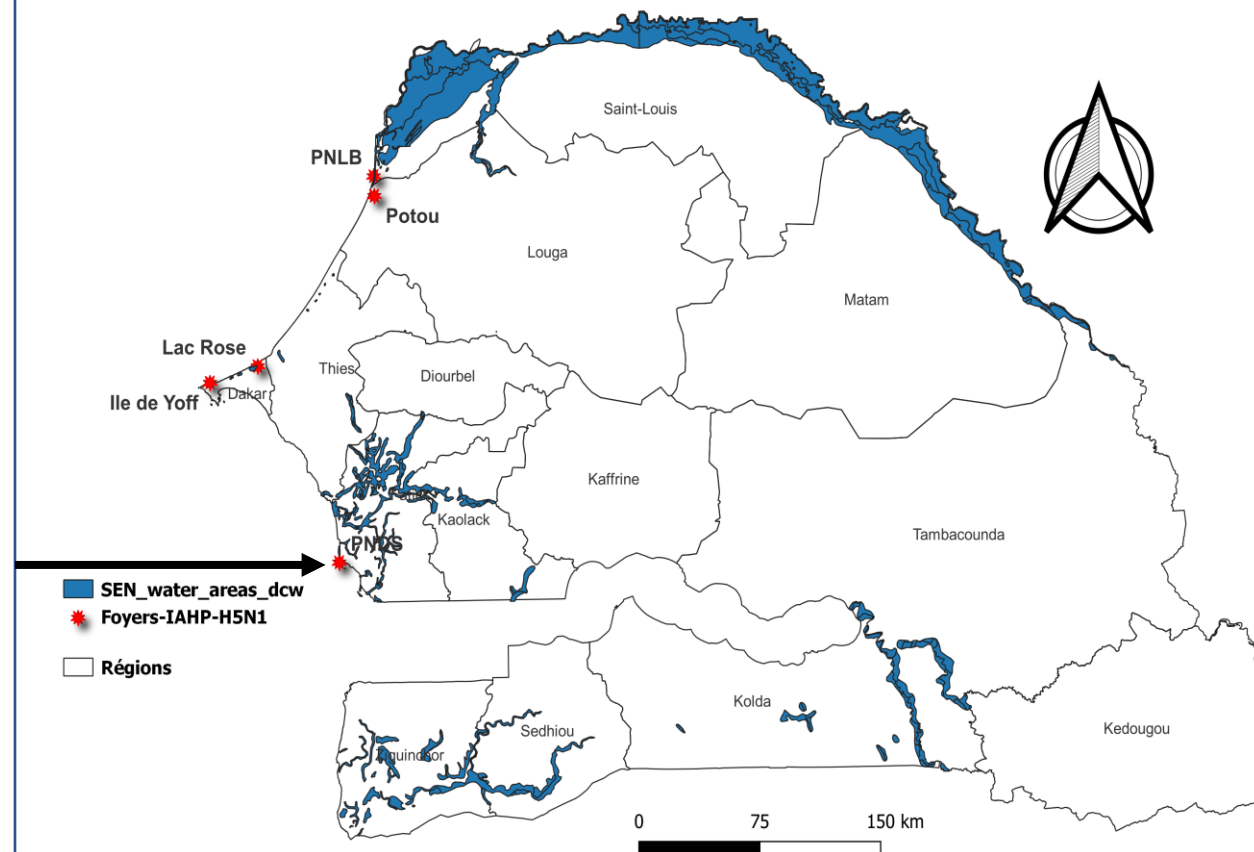 Saint-Louis
PNLB
Potou
Louga
Matam
Lac Rose
Thies
Diourbel
Ile de Yoff
Dakar
Kaffrine
Kaolack
Tambacounda
PNDS
SEN_water_areas_dcw
Foyers-IAHP-H5N1
Régions
Kolda
Sedhiou
Kedougou
Ziguinchor
0 75 150 km